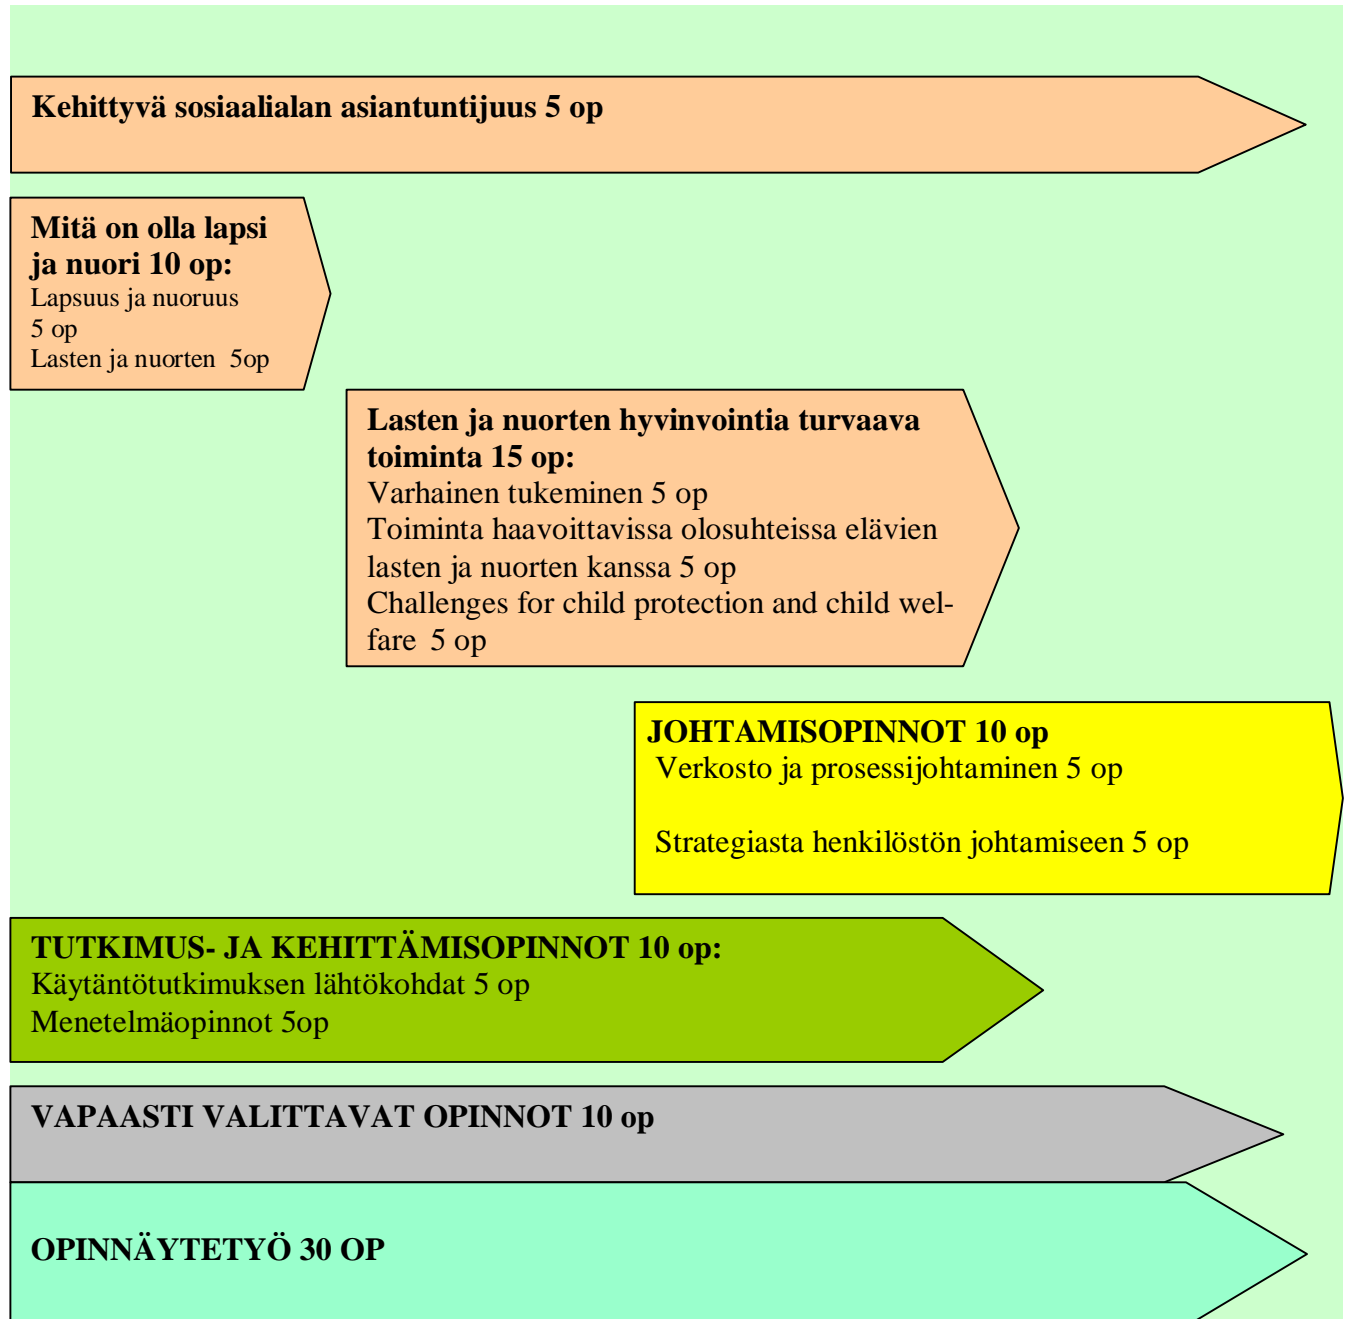 Kehittyvä sosiaalialan asiantuntijuus 5 op
Mitä on olla lapsi
ja nuori 10 op:
Lapsuus ja nuoruus
5 op
Lasten ja nuorten  5op
Lasten ja nuorten hyvinvointia turvaava
toiminta 15 op:
Varhainen tukeminen 5 op
Toiminta haavoittavissa olosuhteissa elävien
lasten ja nuorten kanssa 5 op
Challenges for child protection and child wel-
fare  5 op
JOHTAMISOPINNOT 10 op
Verkosto ja prosessijohtaminen 5 op
Strategiasta henkilöstön johtamiseen 5 op
TUTKIMUS- JA KEHITTÄMISOPINNOT 10 op:
Käytäntötutkimuksen lähtökohdat 5 op
Menetelmäopinnot 5op
VAPAASTI VALITTAVAT OPINNOT 10 op
OPINNÄYTETYÖ 30 OP